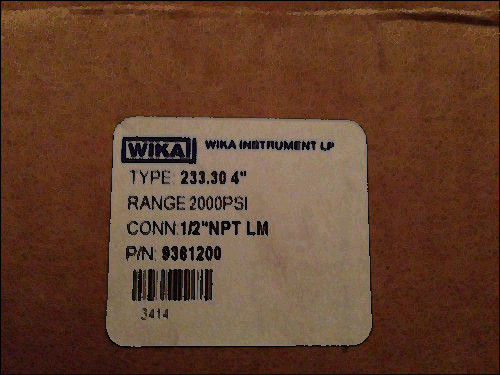 WIKA WIKA INSTRUMENT LP
TYPE: 233.30 4"
RANGE 2000PSI
CONN:1/2"NPT LM
P/N: 9361200
3414